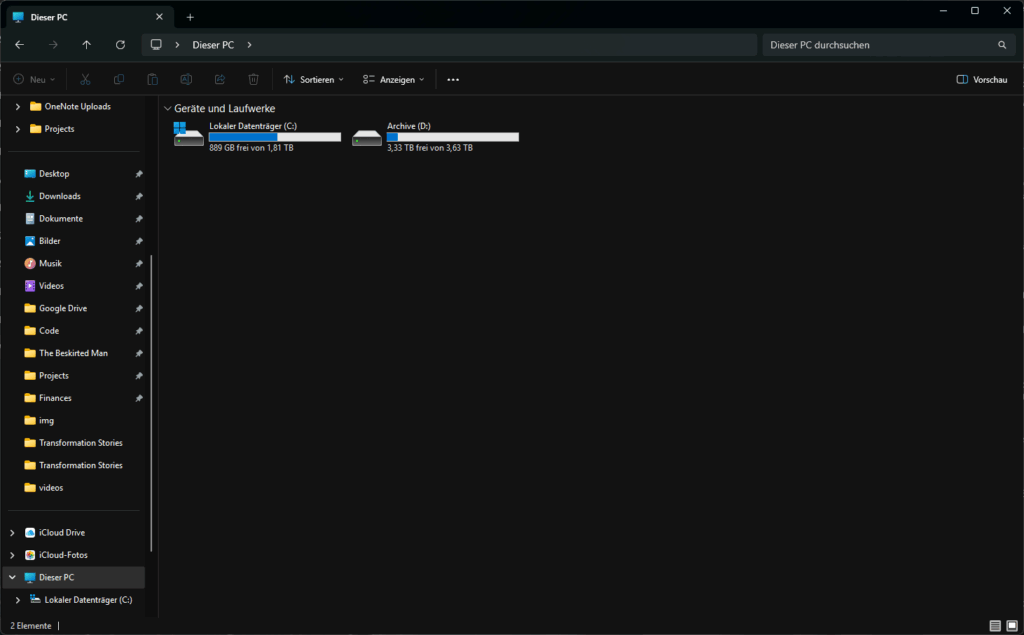 Dieser PC
Dieser PC
Dieser PC durchsuchen
Neu
Sortieren
Anzeigen
Vorschau
OneNote Uploads
Projects
Desktop
Downloads
Dokumente
Bilder
Musik
Videos
Google Drive
Code
The Beskirted Man
Projects
Finances
img
Transformation Stories
Transformation Stories
videos
iCloud Drive
iCloud-Fotos
Dieser PC
Lokaler Datenträger (C:)
Geräte und Laufwerke
Lokaler Datenträger (C:)
889 GB frei von 1,81 TB
Archive (D:)
3,33 TB frei von 3,63 TB
2 Elemente